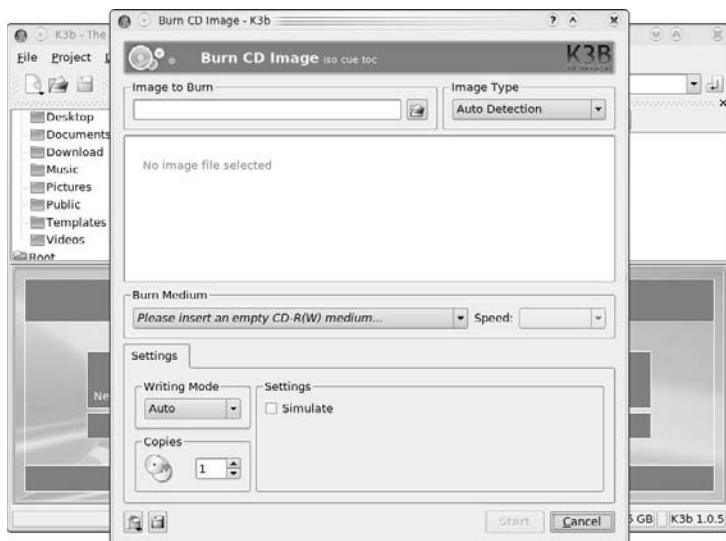 Burn CD Image - K3b
K3b - The
File Project
Burn CD Image iso cue toc
K3B
Image to Burn
Image Type
Auto Detection
Desktop
Documents
Download
Music
Pictures
Public
Templates
Videos
Root
No image file selected
Burn Medium
Please insert an empty CD-R(W) medium...
Speed:
Settings
Writing Mode
Auto
Settings
Simulate
Copies
1
Ne
Start
Cancel
GB
K3b 1.0.5